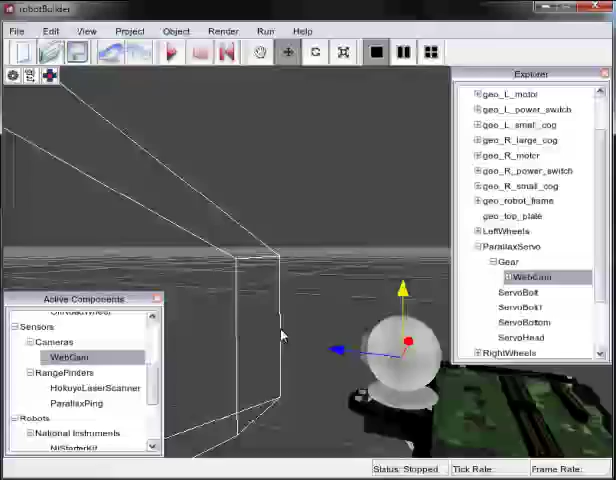 robotBuilder
File Edit View Project Object Render Run Help
Explorer
geo_L_motor
geo_L_power_switch
geo_L_small_cog
geo_R_large_cog
geo_R_motor
geo_R_power_switch
geo_R_small_cog
geo_robot_frame
geo_top_plate
LeftWheels
ParallaxServo
Gear
WebCam
ServoBolt
ServoBolt1
ServoBottom
ServoHead
RightWheels
Active Components
Sensors
Cameras
WebCam
RangeFinders
HokuyoLaserScanner
ParallaxPing
Robots
National Instruments
NIStarterKit
Status: Stopped Tick Rate: Frame Rate: